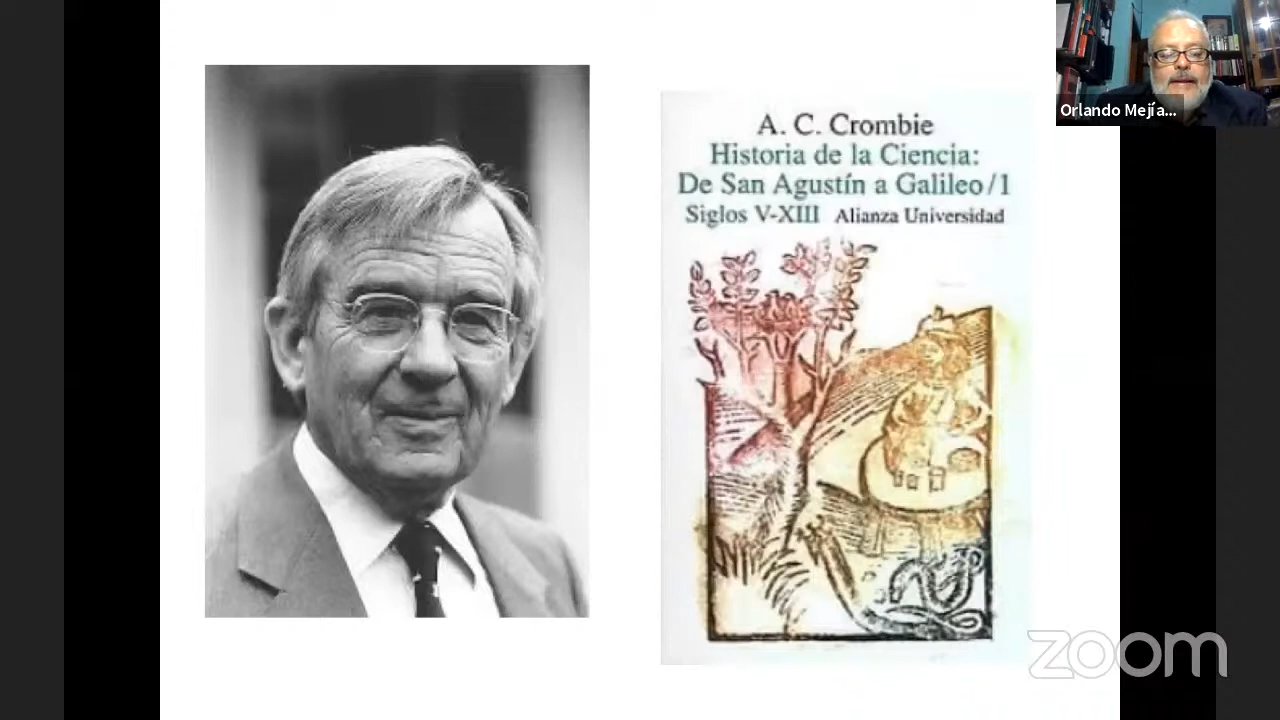 A. C. Crombie
Historia de la Ciencia:
De San Agustín a Galileo/1
Siglos V-XIII Alianza Universidad
Orlando Mejía...
zoom